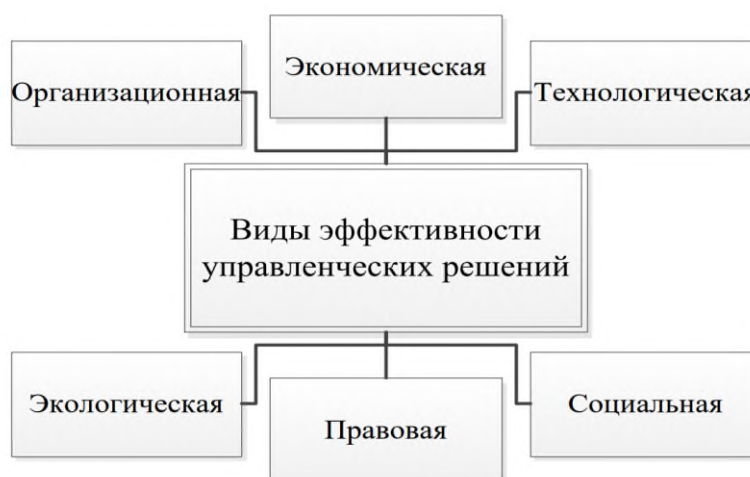 Экономическая
Организационная
Технологическая
Виды эффективности
управленческих решений
Экологическая
Правовая
Социальная